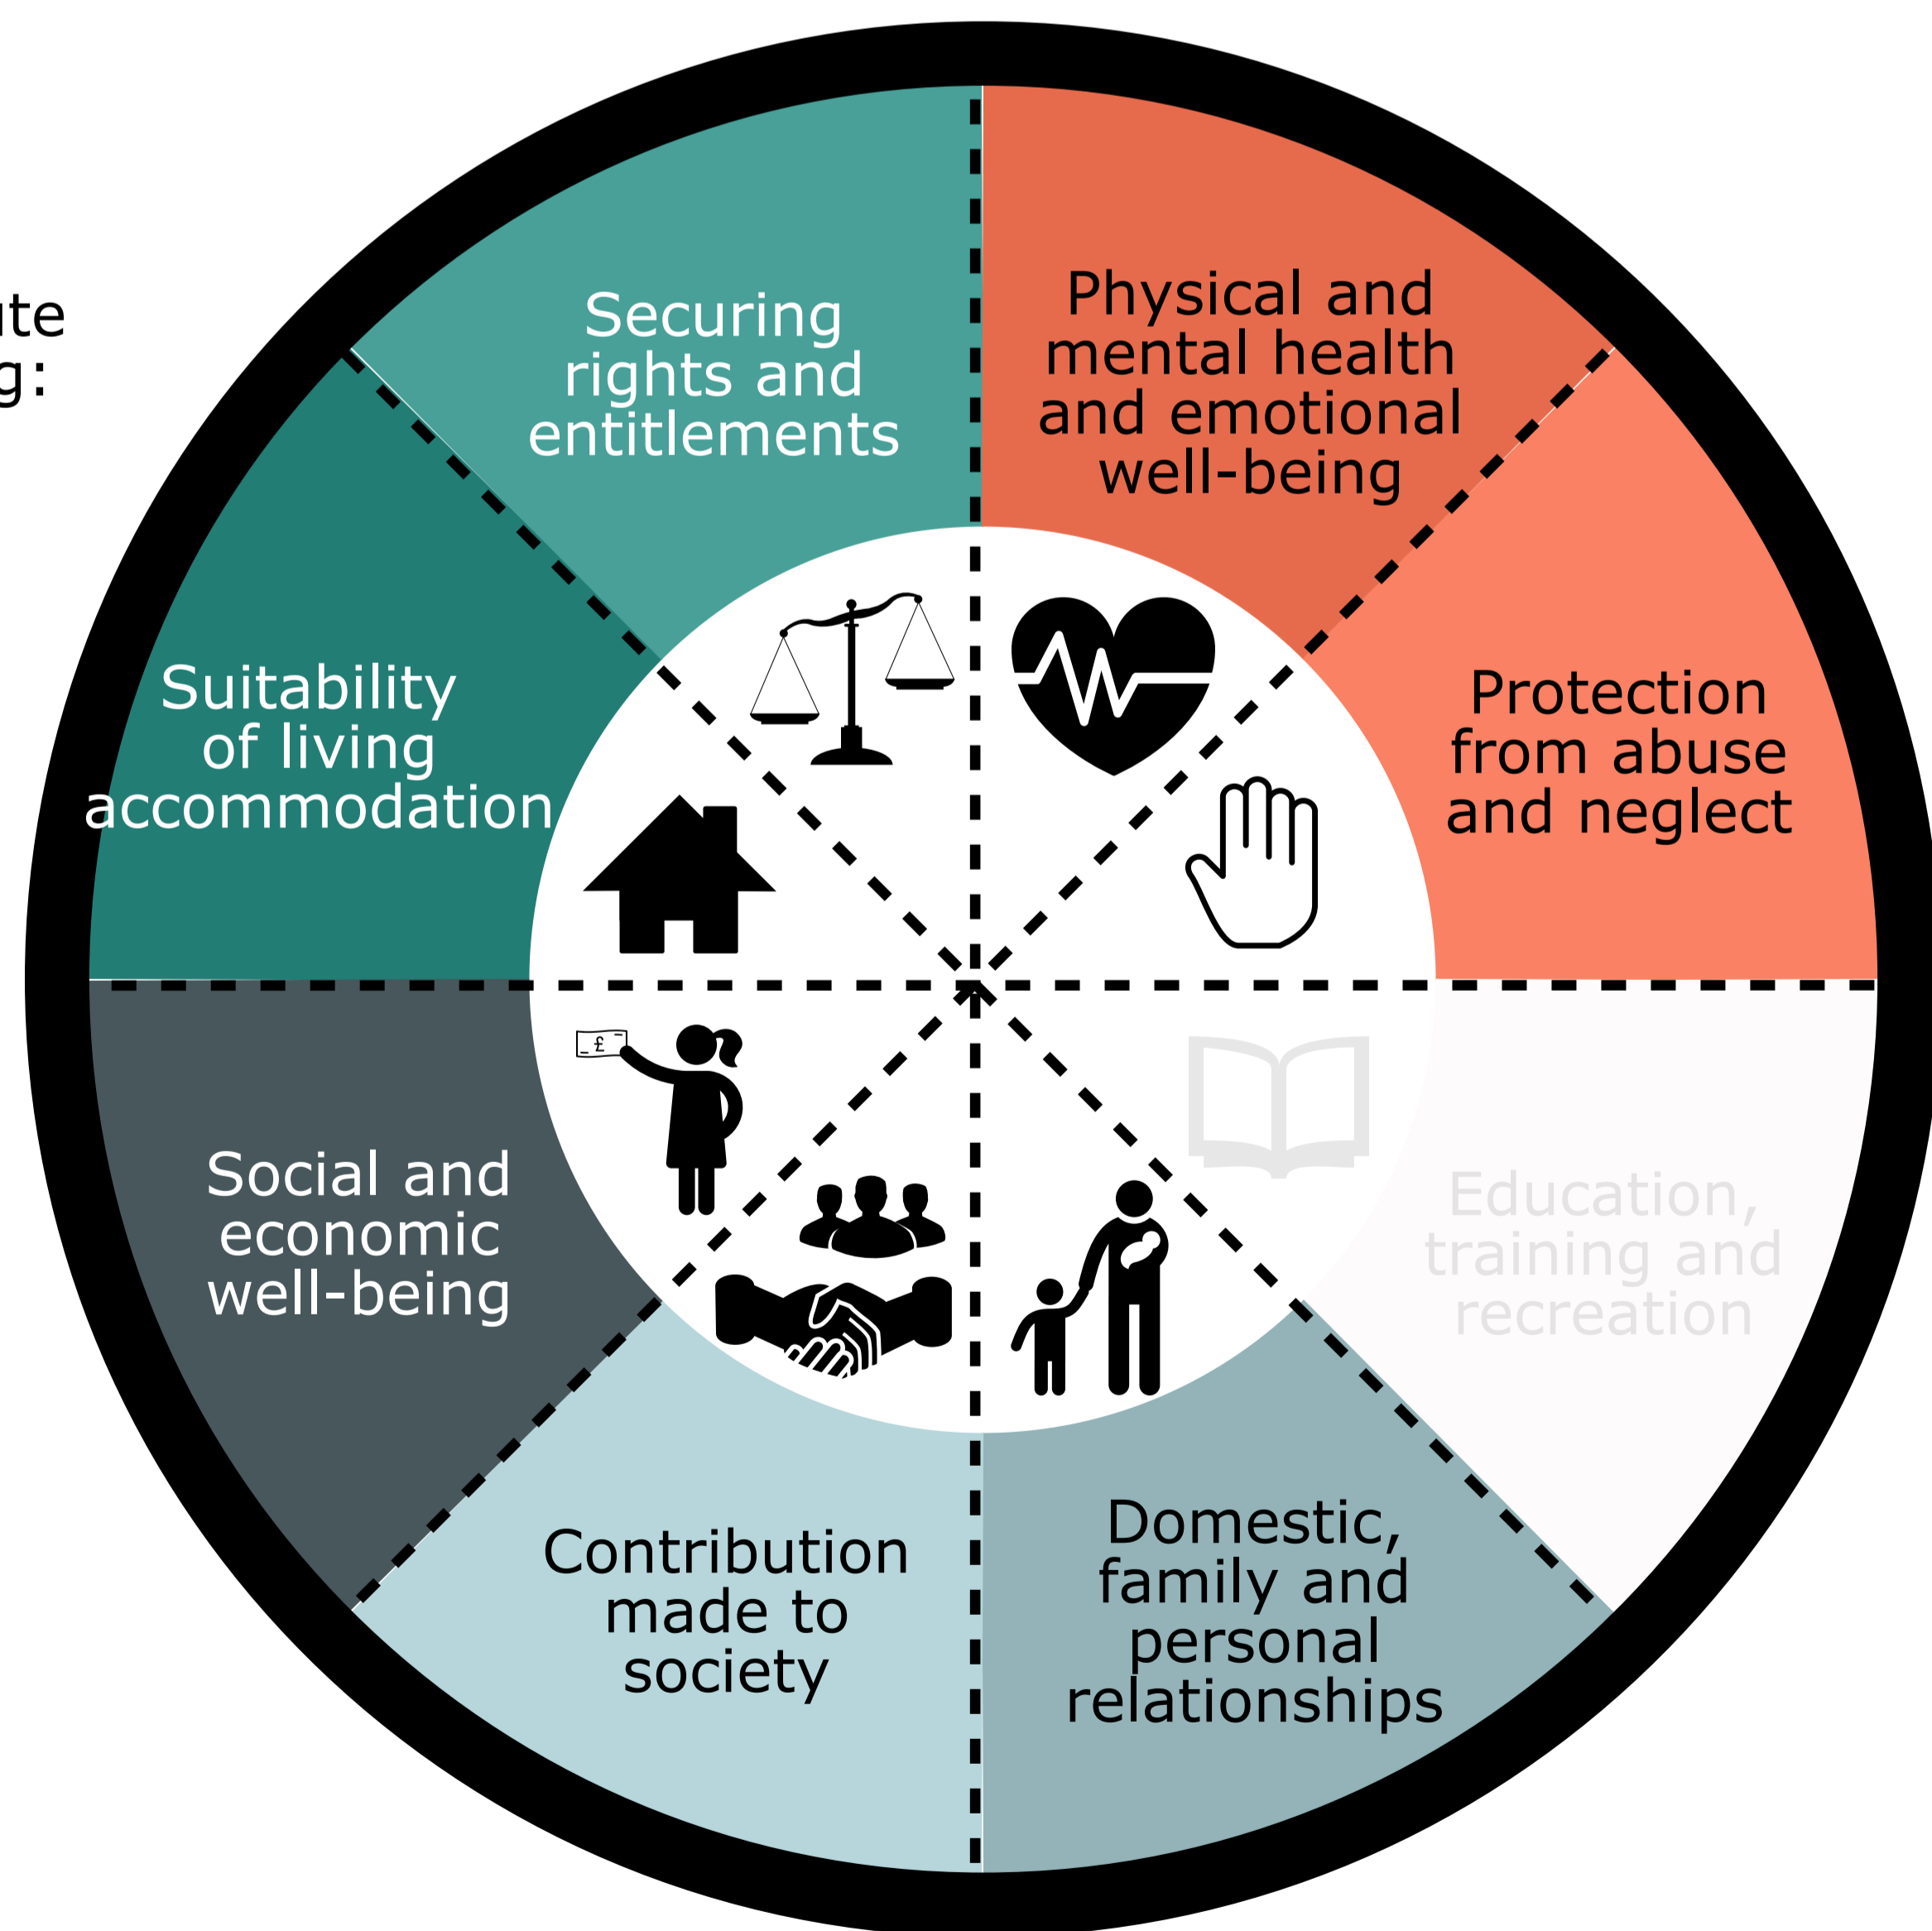 te
g:
Securing
rights and
entitlements
Physical and
mental health
and emotional
well-being
Protection
from abuse
and neglect
Education,
training and
recreation
Domestic,
family and
personal
relationships
Contribution
made to
society
Social and
economic
well-being
Suitability
of living
accommodation
£